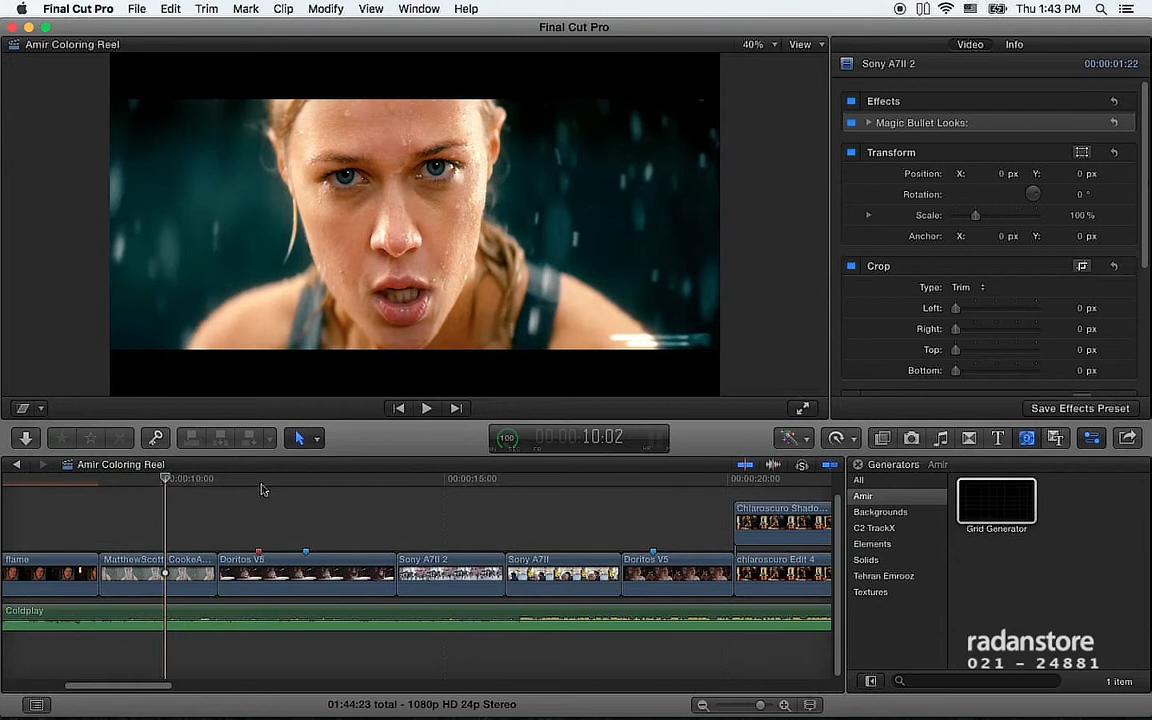 Final Cut Pro File Edit Trim Mark Clip Modify View Window Help Thu 1:43 PM
Final Cut Pro
Amir Coloring Reel 40% View Video Info
Sony A7II 2 00:00:01:22
Effects
Magic Bullet Looks:
Transform
Position: X: 0 px Y: 0 px
Rotation: 0 °
Scale: 100 %
Anchor: X: 0 px Y: 0 px
Crop
Type: Trim
Left: 0 px
Right: 0 px
Top: 0 px
Bottom: 0 px
Save Effects Preset
100 00:00:10:02
Amir Coloring Reel
00:00:10:00 00:00:15:00 00:00:20:00
Chiaroscuro Shado...
flame MatthewScott CookeA... Doritos V5 Sony A7II 2 Sony A7II Doritos V5 chiaroscuro Edit 4
Coldplay
Generators Amir
All
Amir
Backgrounds
C2 TrackX
Elements
Solids
Tehran Emrooz
Textures
Grid Generator
radanstore
021 - 24881
1 item
01:44:23 total - 1080p HD 24p Stereo